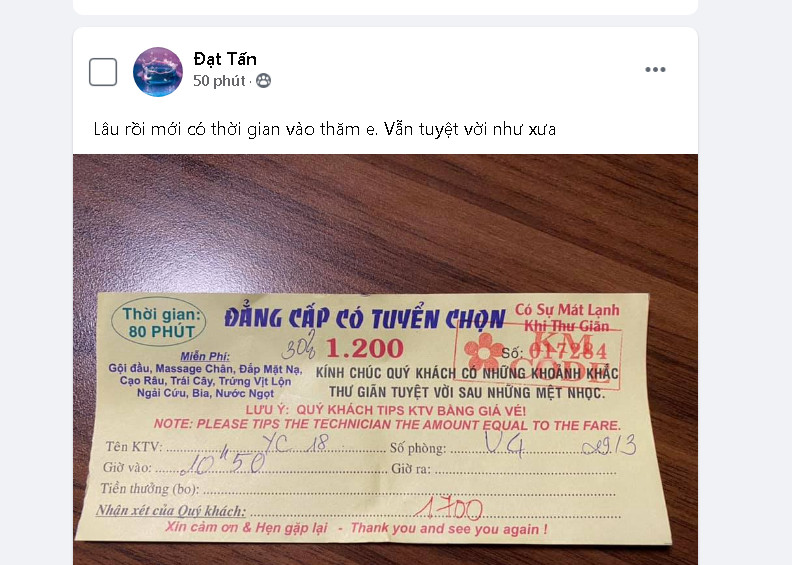 Đạt Tấn
50 phút ·
Lâu rồi mới có thời gian vào thăm e. Vẫn tuyệt vời như xưa
Thời gian:
80 PHÚT
ĐẲNG CẤP CÓ TUYỂN CHỌN
Có Sự Mát Lạnh
Khi Thư Giãn
KM
CODE
Miễn Phí:
1.200
Số: 017284
Gội đầu, Massage Chân, Đắp Mặt Nạ,
Cạo Râu, Trái Cây, Trứng Vịt Lộn
Ngải Cứu, Bia, Nước Ngọt
KÍNH CHÚC QUÝ KHÁCH CÓ NHỮNG KHOẢNH KHẮC
THƯ GIÃN TUYỆT VỜI SAU NHỮNG MỆT NHỌC.
LƯU Ý: QUÝ KHÁCH TIPS KTV BẰNG GIÁ VÉ!
NOTE: PLEASE TIPS THE TECHNICIAN THE AMOUNT EQUAL TO THE FARE.
Tên KTV: YC 18 Số phòng: V4 29.13
Giờ vào: 10h50 Giờ ra:
Tiền thưởng (bo):
Nhận xét của Quý khách: 1700
Xin cảm ơn & Hẹn gặp lại - Thank you and see you again !